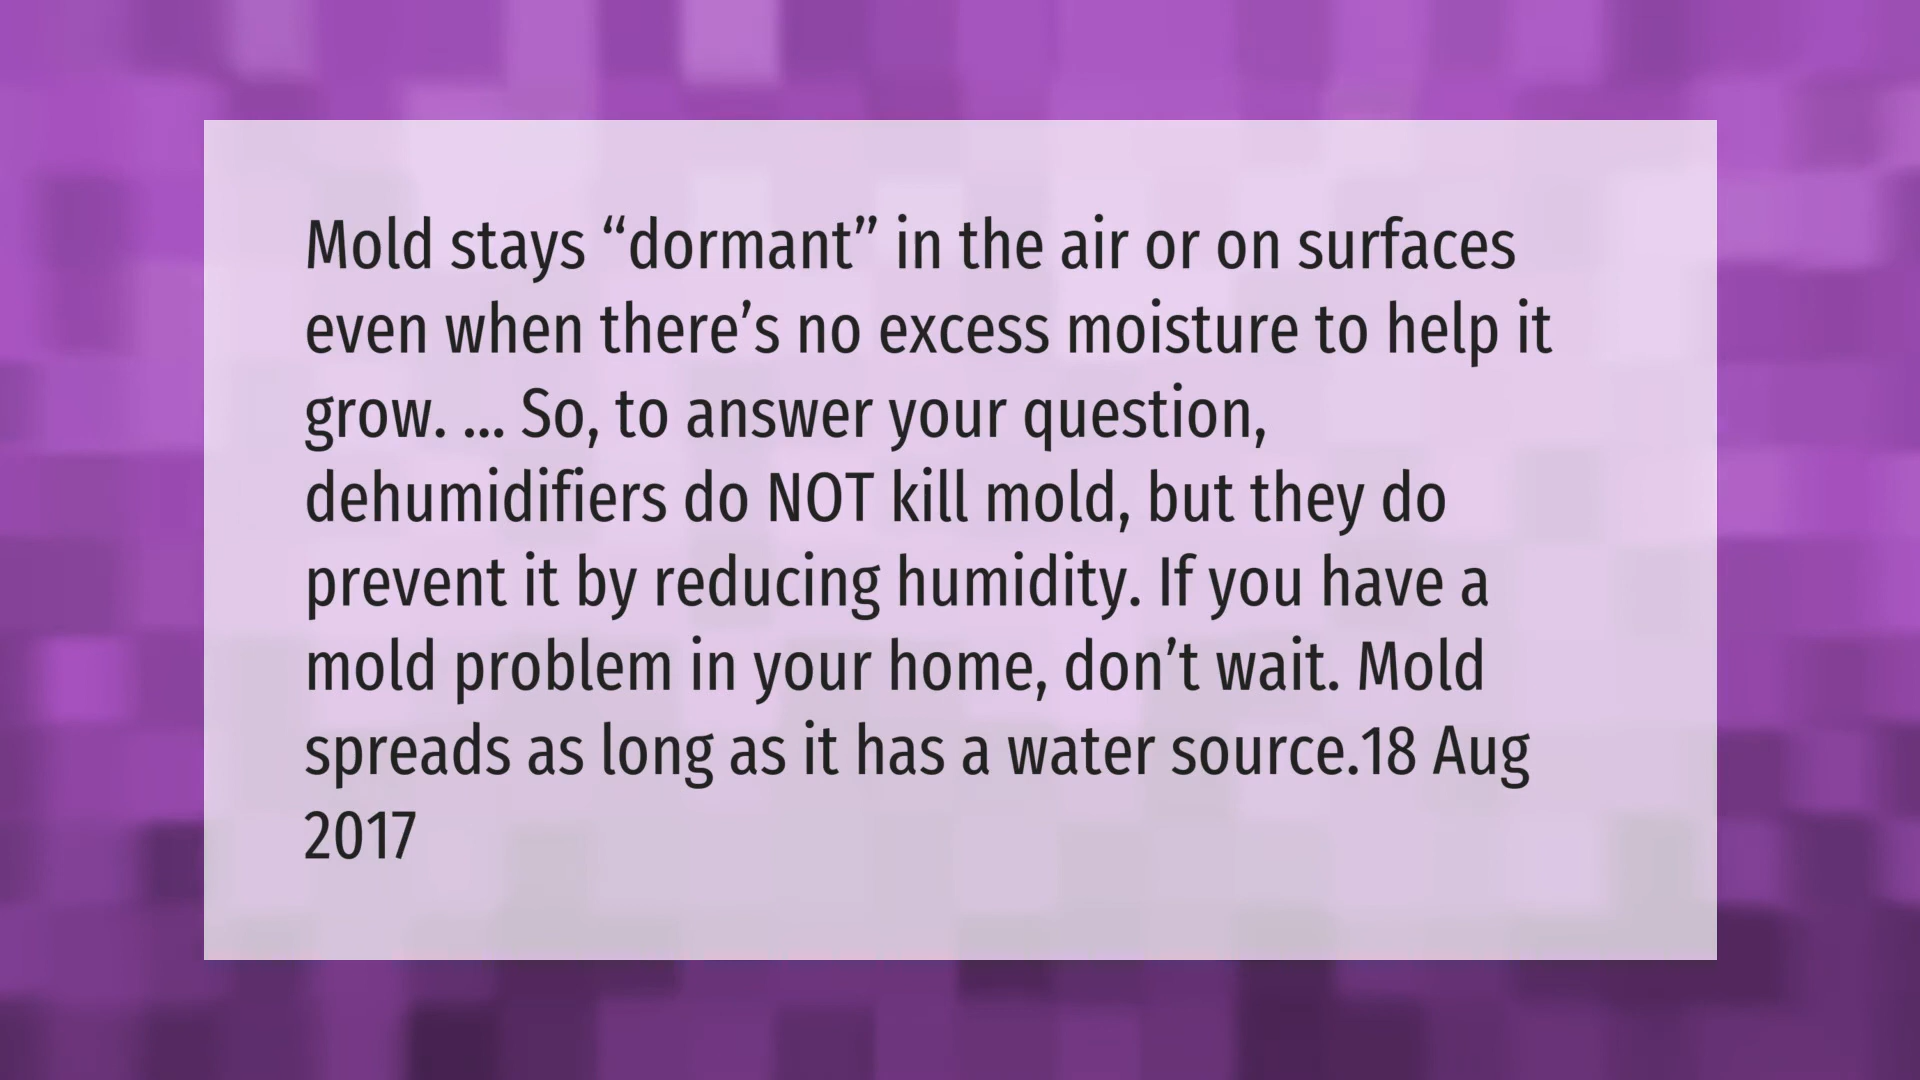 Mold stays “dormant” in the air or on surfaces
even when there’s no excess moisture to help it
grow. ... So, to answer your question,
dehumidifiers do NOT kill mold, but they do
prevent it by reducing humidity. If you have a
mold problem in your home, don’t wait. Mold
spreads as long as it has a water source.18 Aug
2017